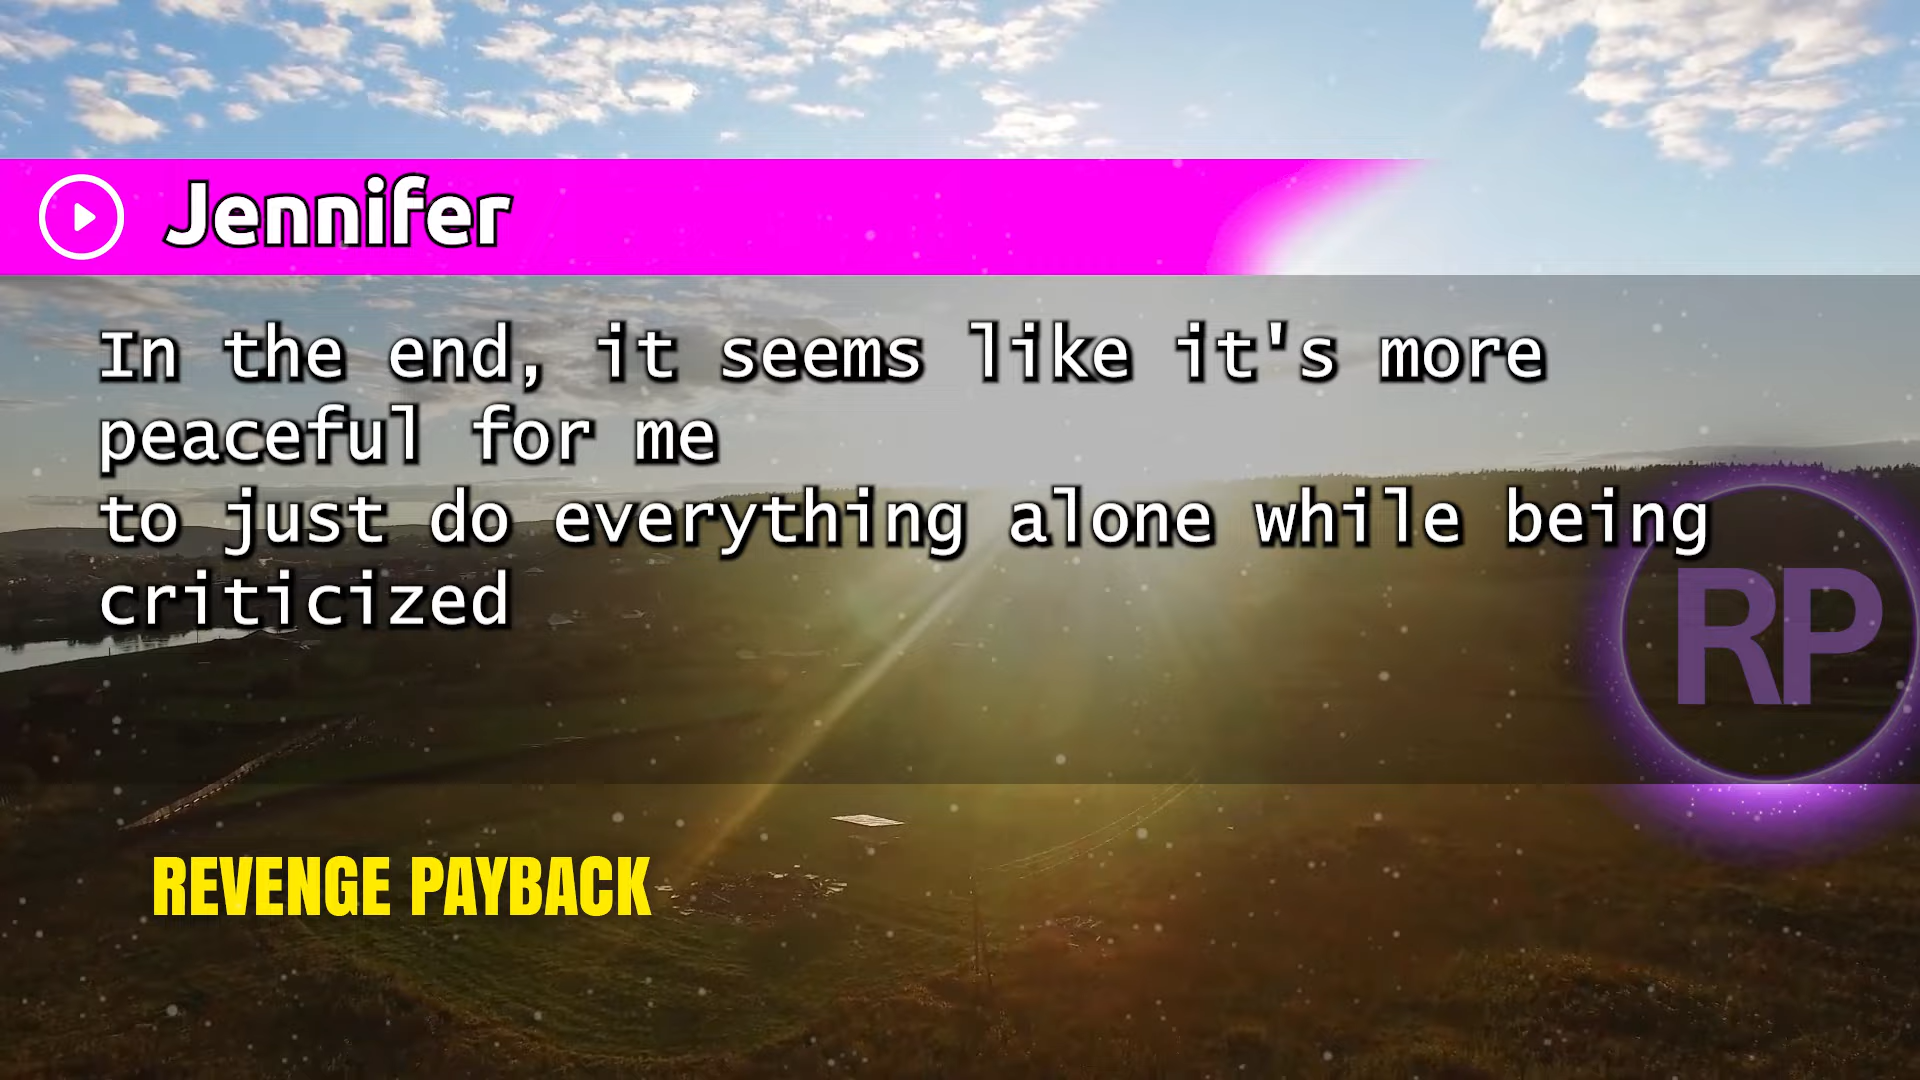 Jennifer
In the end, it seems like it's more
peaceful for me
to just do everything alone while being
criticized
RP
REVENGE PAYBACK